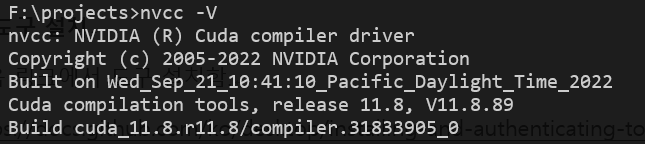 F:\projects>nvcc -V
nvcc: NVIDIA (R) Cuda compiler driver
Copyright (c) 2005-2022 NVIDIA Corporation
Built on Wed_Sep_21_10:41:10_Pacific_Daylight_Time_2022
Cuda compilation tools, release 11.8, V11.8.89
Build cuda_11.8.r11.8/compiler.31833905_0